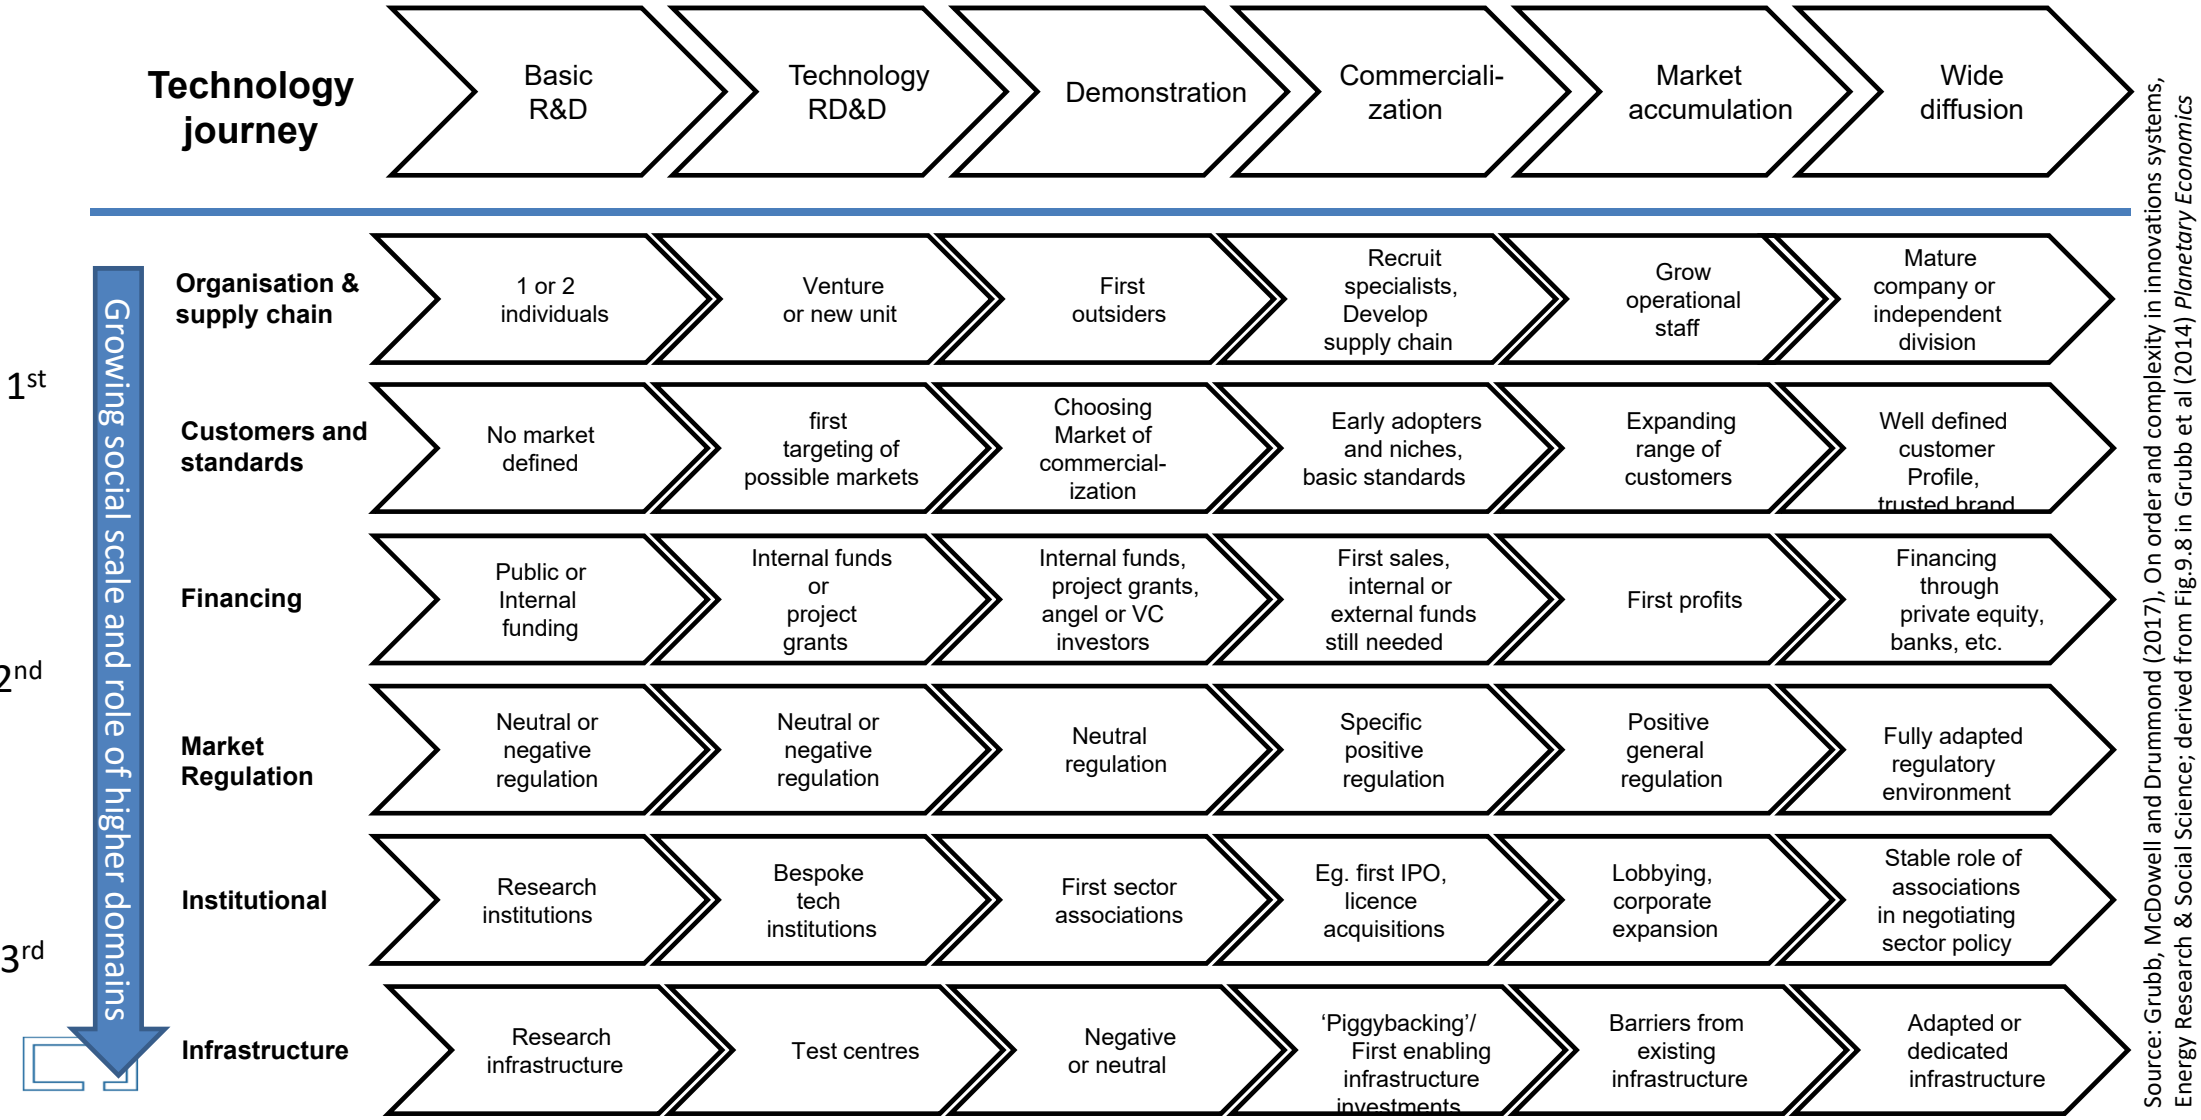 Technology
journey
Basic
R&D
Technology
RD&D
Demonstration
Commerciali-
zation
Market
accumulation
Wide
diffusion
Organisation &
supply chain
1 or 2
individuals
Venture
or new unit
First
outsiders
Recruit
specialists,
Develop
supply chain
Grow
operational
staff
Mature
company or
independent
division
1st
Customers and
standards
No market
defined
first
targeting of
possible markets
Choosing
Market of
commercial-
ization
Early adopters
and niches,
basic standards
Expanding
range of
customers
Well defined
customer
Profile,
trusted brand
Financing
Public or
Internal
funding
Internal funds
or
project
grants
Internal funds,
project grants,
angel or VC
investors
First sales,
internal or
external funds
still needed
First profits
Financing
through
private equity,
banks, etc.
2nd
Market
Regulation
Neutral or
negative
regulation
Neutral or
negative
regulation
Neutral
regulation
Specific
positive
regulation
Positive
general
regulation
Fully adapted
regulatory
environment
Institutional
Research
institutions
Bespoke
tech
institutions
First sector
associations
Eg. first IPO,
licence
acquisitions
Lobbying,
corporate
expansion
Stable role of
associations
in negotiating
sector policy
3rd
Infrastructure
Research
infrastructure
Test centres
Negative
or neutral
‘Piggybacking’/
First enabling
infrastructure
investments
Barriers from
existing
infrastructure
Adapted or
dedicated
infrastructure
Growing social scale and role of higher domains
Source: Grubb, McDowell and Drummond (2017), On order and complexity in innovations systems,
Energy Research & Social Science; derived from Fig.9.8 in Grubb et al (2014) Planetary Economics